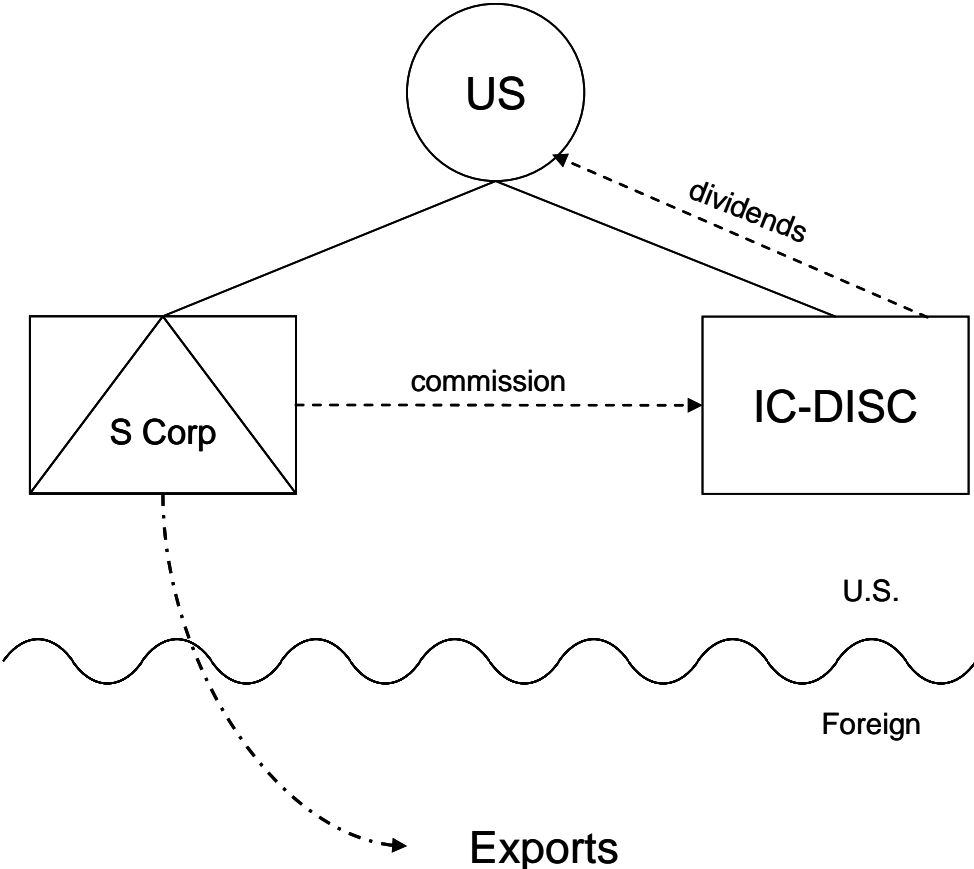 US
dividends
commission
S Corp
IC-DISC
U.S.
Foreign
Exports